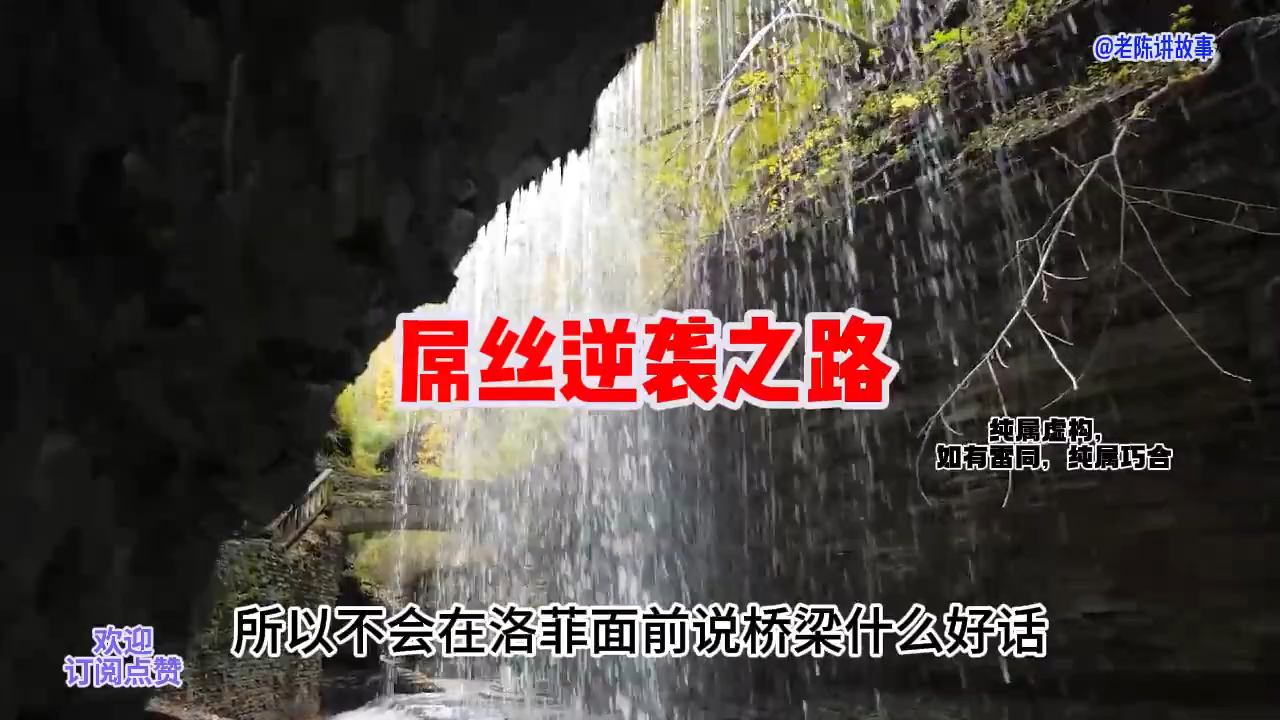 @老陈讲故事
屌丝逆袭之路
纯属虚构,
如有雷同，纯属巧合
所以不会在洛菲面前说桥梁什么好话
欢迎
订阅点赞